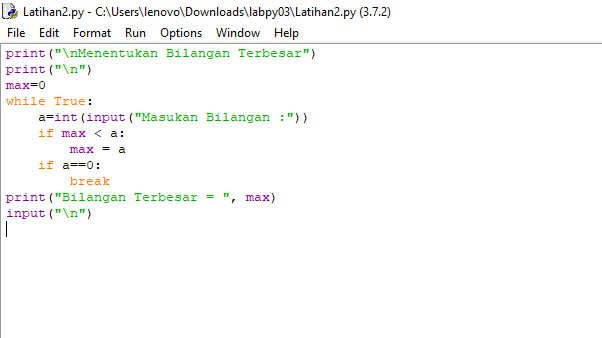 Latihan2.py - C:\Users\lenovo\Downloads\labpy03\Latihan2.py (3.7.2)
File Edit Format Run Options Window Help
print("\nMenentukan Bilangan Terbesar")
print("\n")
max=0
while True:
    a=int(input("Masukan Bilangan :"))
    if max < a:
        max = a
    if a==0:
        break
print("Bilangan Terbesar = ", max)
input("\n")